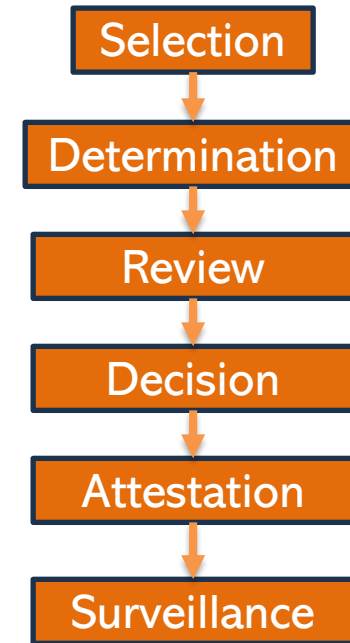 Selection
Determination
Review
Decision
Attestation
Surveillance